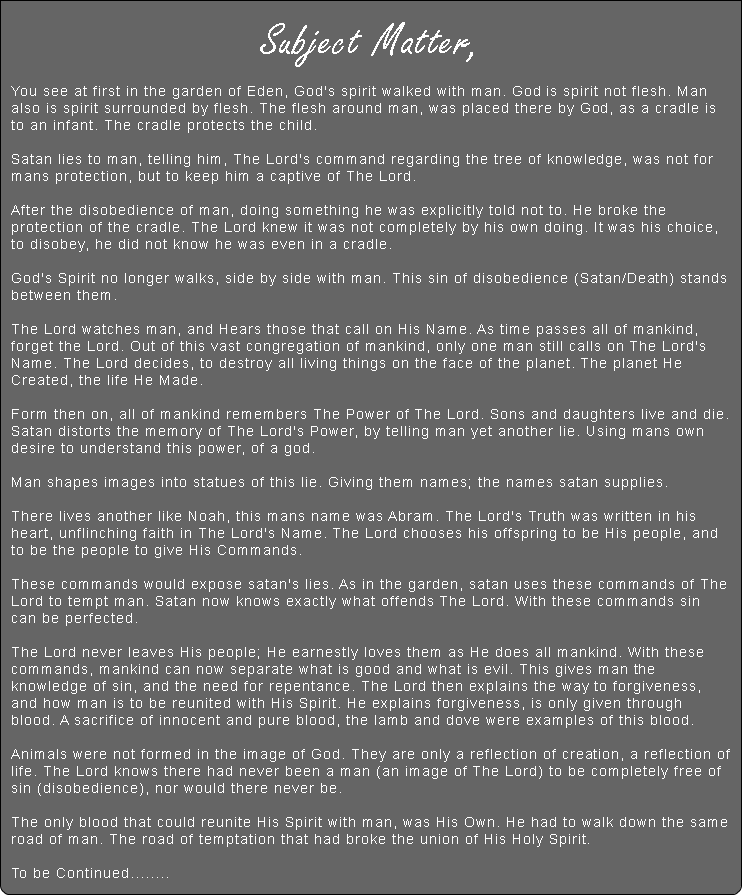 Subject Matter,
You see at first in the garden of Eden, God's spirit walked with man. God is spirit not flesh. Man
also is spirit surrounded by flesh. The flesh around man, was placed there by God, as a cradle is
to an infant. The cradle protects the child.
Satan lies to man, telling him, The Lord's command regarding the tree of knowledge, was not for
mans protection, but to keep him a captive of The Lord.
After the disobedience of man, doing something he was explicitly told not to. He broke the
protection of the cradle. The Lord knew it was not completely by his own doing. It was his choice,
to disobey, he did not know he was even in a cradle.
God's Spirit no longer walks, side by side with man. This sin of disobedience (Satan/Death) stands
between them.
The Lord watches man, and Hears those that call on His Name. As time passes all of mankind,
forget the Lord. Out of this vast congregation of mankind, only one man still calls on The Lord's
Name. The Lord decides, to destroy all living things on the face of the planet. The planet He
Created, the life He Made.
Form then on, all of mankind remembers The Power of The Lord. Sons and daughters live and die.
Satan distorts the memory of The Lord's Power, by telling man yet another lie. Using mans own
desire to understand this power, of a god.
Man shapes images into statues of this lie. Giving them names; the names satan supplies.
There lives another like Noah, this mans name was Abram. The Lord's Truth was written in his
heart, unflinching faith in The Lord's Name. The Lord chooses his offspring to be His people, and
to be the people to give His Commands.
These commands would expose satan's lies. As in the garden, satan uses these commands of The
Lord to tempt man. Satan now knows exactly what offends The Lord. With these commands sin
can be perfected.
The Lord never leaves His people; He earnestly loves them as He does all mankind. With these
commands, mankind can now separate what is good and what is evil. This gives man the
knowledge of sin, and the need for repentance. The Lord then explains the way to forgiveness,
and how man is to be reunited with His Spirit. He explains forgiveness, is only given through
blood. A sacrifice of innocent and pure blood, the lamb and dove were examples of this blood.
Animals were not formed in the image of God. They are only a reflection of creation, a reflection of
life. The Lord knows there had never been a man (an image of The Lord) to be completely free of
sin (disobedience), nor would there never be.
The only blood that could reunite His Spirit with man, was His Own. He had to walk down the same
road of man. The road of temptation that had broke the union of His Holy Spirit.
To be Continued........